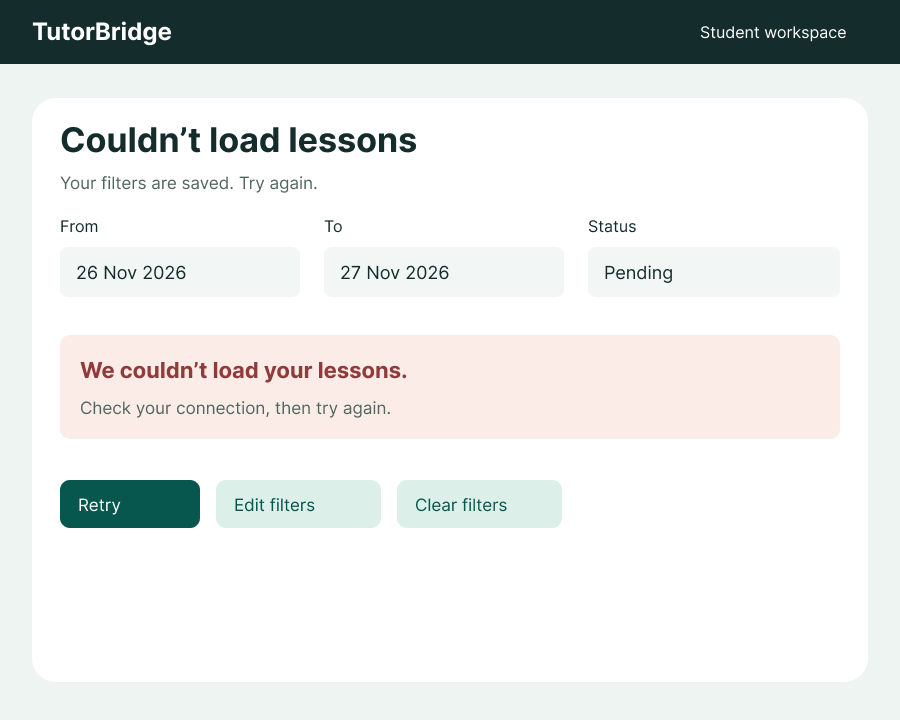 TutorBridge
Student workspace
Couldn’t load lessons
Your filters are saved. Try again.
From
To
Status
26 Nov 2026
27 Nov 2026
Pending
We couldn’t load your lessons.
Check your connection, then try again.
Retry
Edit filters
Clear filters